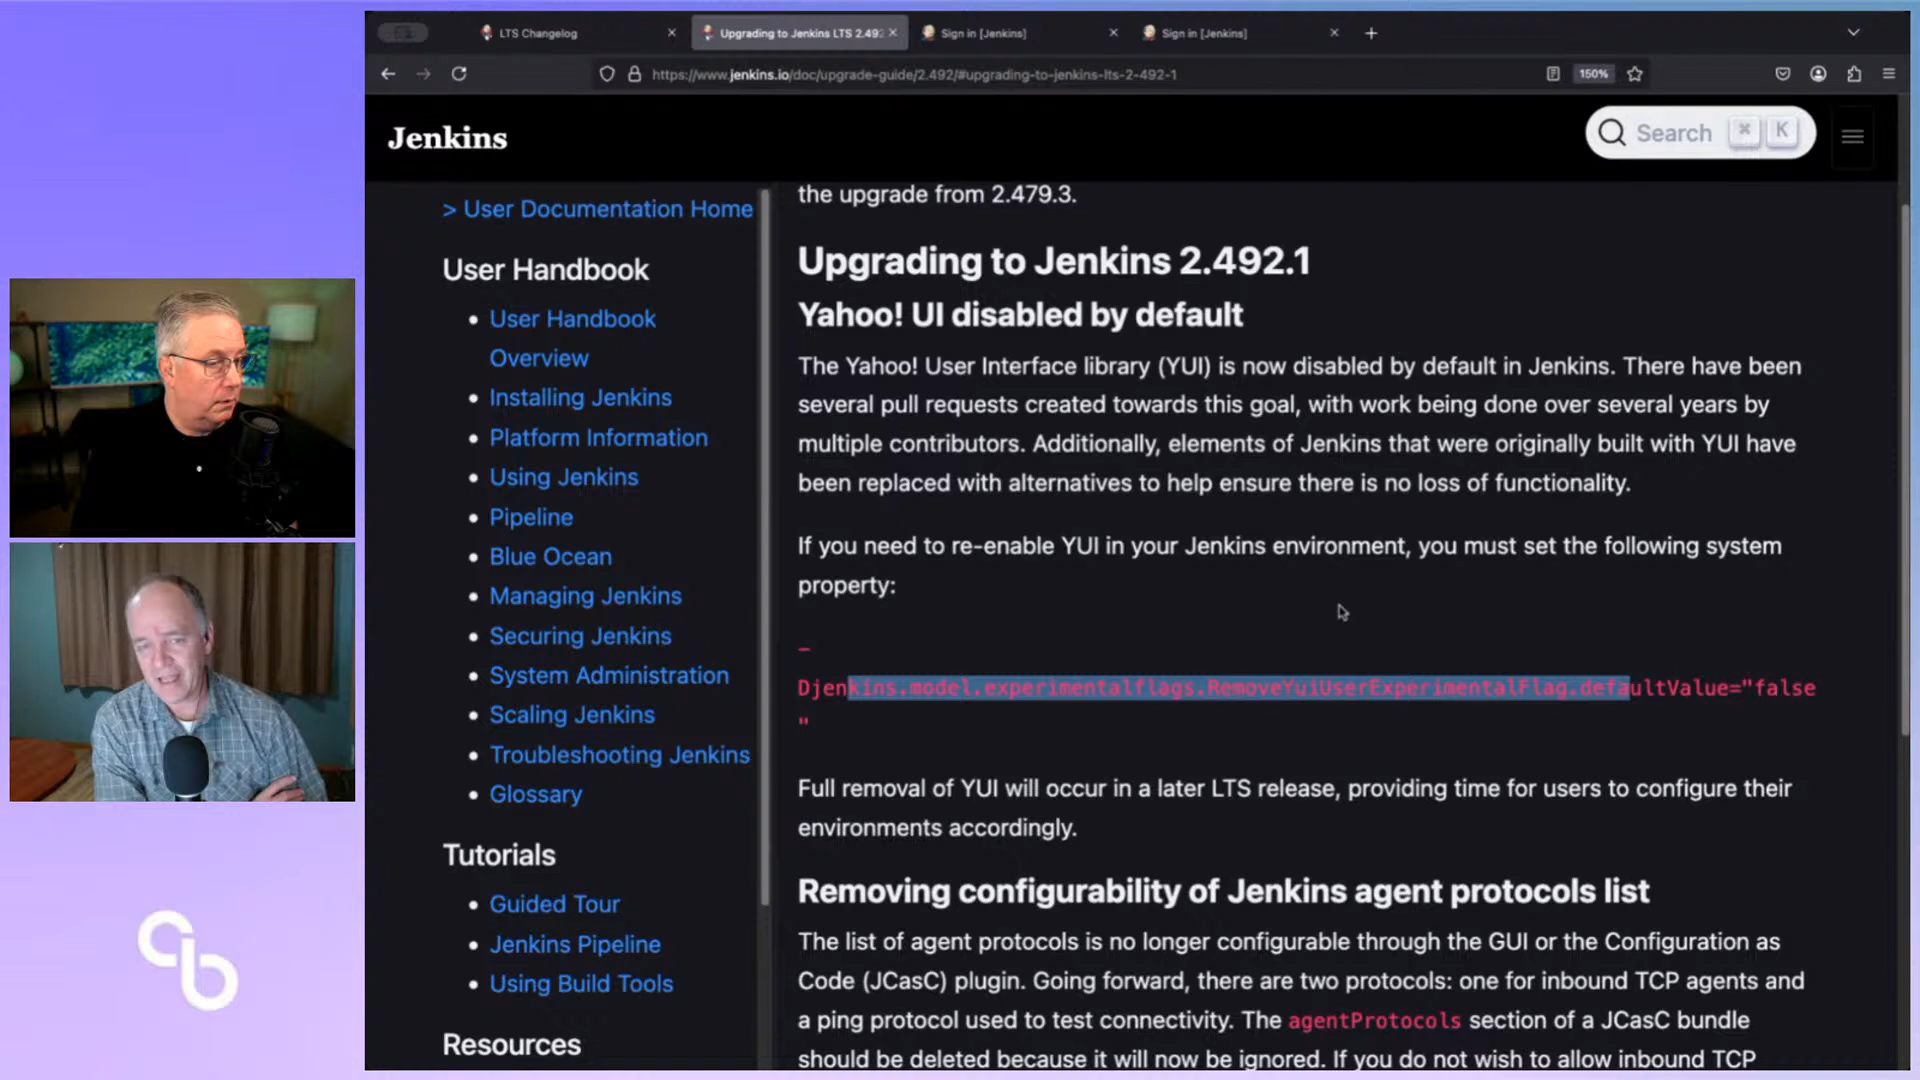 LTS Changelog
Upgrading to Jenkins LTS 2.492
Sign in [Jenkins]
Sign in [Jenkins]
https://www.jenkins.io/doc/upgrade-guide/2.492/#upgrading-to-jenkins-lts-2-492-1
150%
Jenkins
Search ⌘ K
> User Documentation Home
User Handbook
User Handbook
Overview
Installing Jenkins
Platform Information
Using Jenkins
Pipeline
Blue Ocean
Managing Jenkins
Securing Jenkins
System Administration
Scaling Jenkins
Troubleshooting Jenkins
Glossary
Tutorials
Guided Tour
Jenkins Pipeline
Using Build Tools
Resources
the upgrade from 2.479.3.
Upgrading to Jenkins 2.492.1
Yahoo! UI disabled by default
The Yahoo! User Interface library (YUI) is now disabled by default in Jenkins. There have been
several pull requests created towards this goal, with work being done over several years by
multiple contributors. Additionally, elements of Jenkins that were originally built with YUI have
been replaced with alternatives to help ensure there is no loss of functionality.
If you need to re-enable YUI in your Jenkins environment, you must set the following system
property:
-
Djenkins.model.experimentalflags.RemoveYuiUserExperimentalFlag.defaultValue="false
"
Full removal of YUI will occur in a later LTS release, providing time for users to configure their
environments accordingly.
Removing configurability of Jenkins agent protocols list
The list of agent protocols is no longer configurable through the GUI or the Configuration as
Code (JCasC) plugin. Going forward, there are two protocols: one for inbound TCP agents and
a ping protocol used to test connectivity. The agentProtocols section of a JCasC bundle
should be deleted because it will now be ignored. If you do not wish to allow inbound TCP